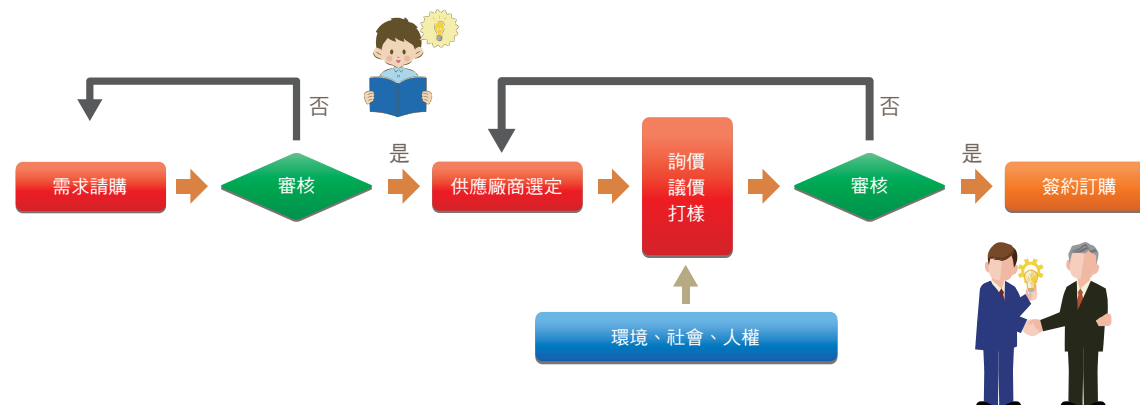 否
否
是
是
需求請購
審核
供應廠商選定
詢價
議價
打樣
審核
簽約訂購
環境、社會、人權